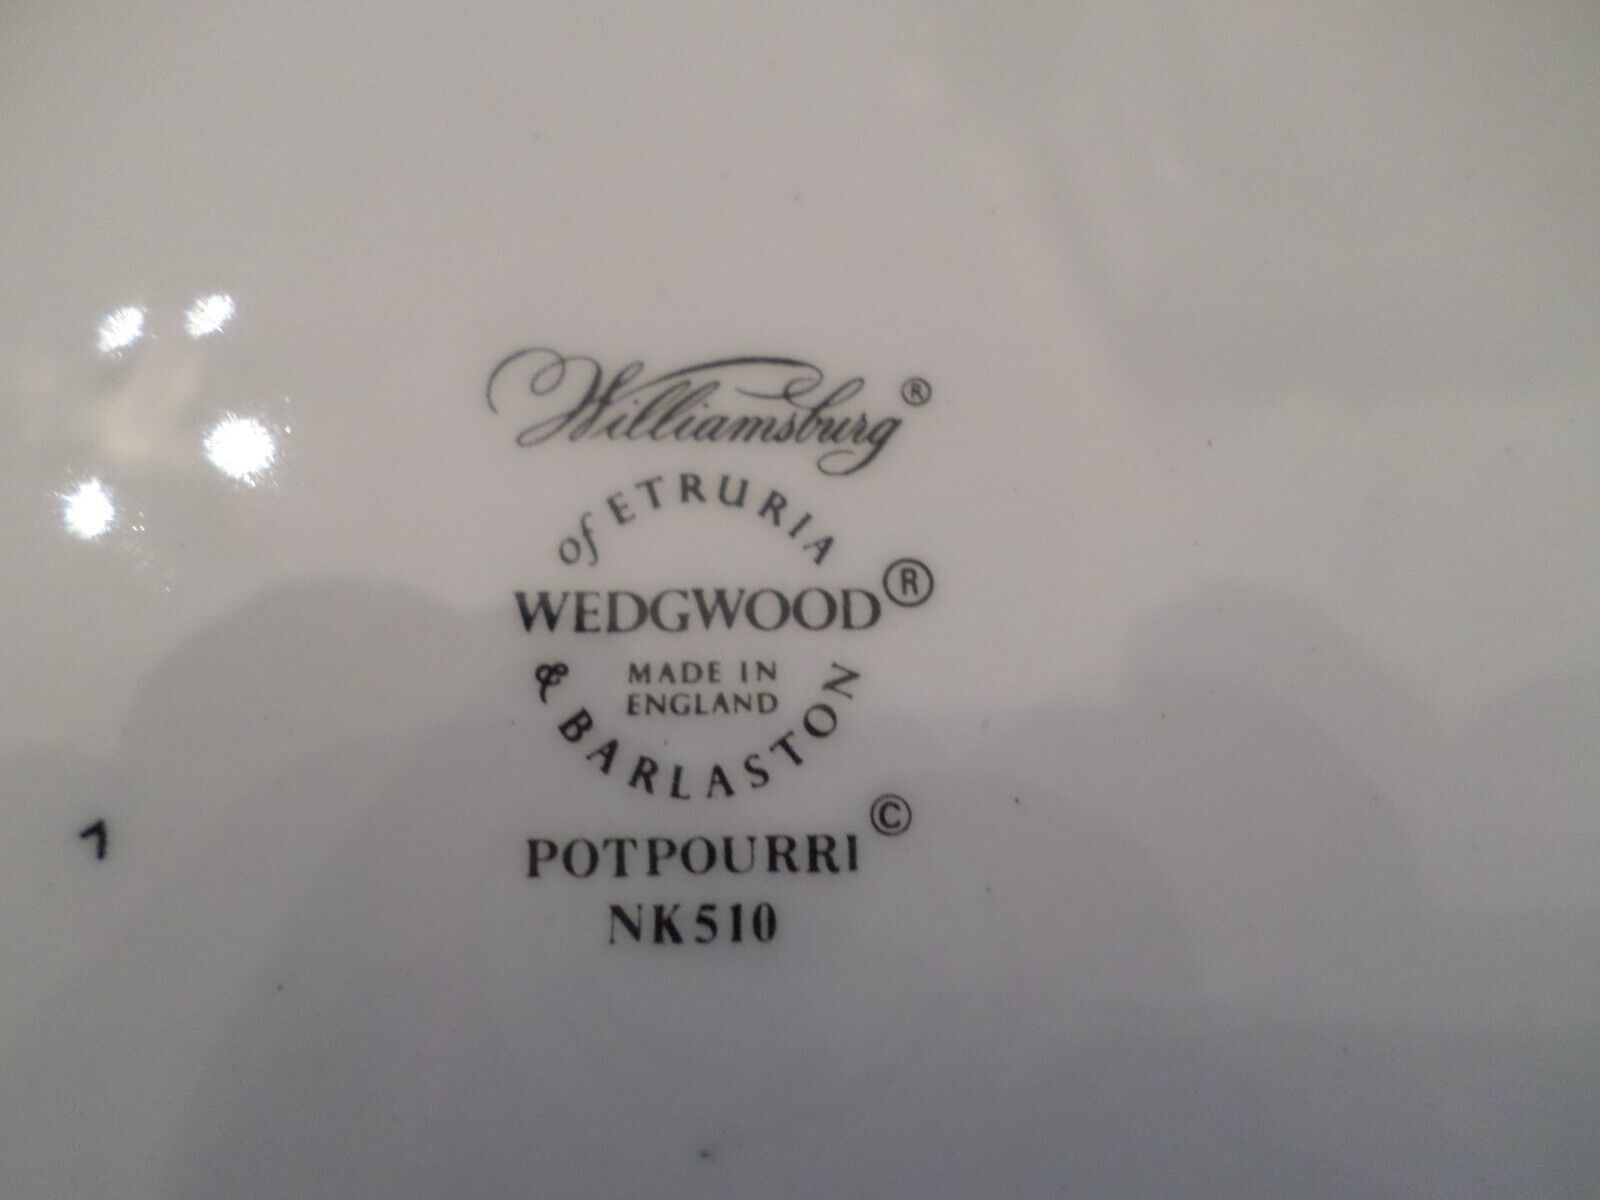 Williamsburg®
of ETRURIA
WEDGWOOD®
MADE IN
ENGLAND
& BARLASTON
POTPOURRI©
NK510
1